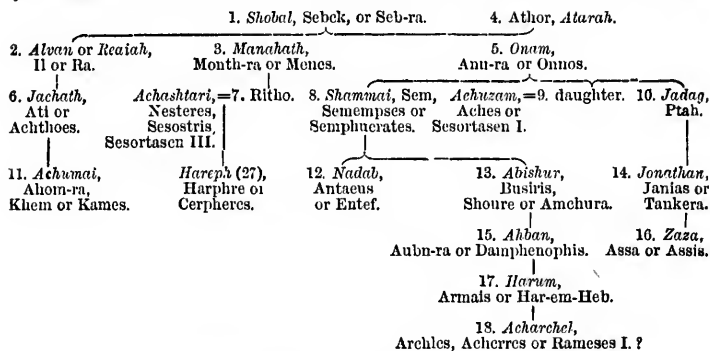 1. Shobal, Sebek, or Seb-ra. 4. Athor, Atarah.
2. Alvan or Reaiah, 3. Manahath, 5. Onam,
Il or Ra. Month-ra or Menes. Anu-ra or Onnos.
6. Jachath, Achashtari,=7. Ritho. 8. Shammai, Sem, Achuzam,=9. daughter. 10. Jadag,
Ati or Nesteres, Semempses or Aches or Ptah.
Achthoes. Sesostris, Semphucrates. Sesortasen I.
Sesortasen III.
11. Achumai, Hareph (27), 12. Nadab, 13. Abishur, 14. Jonathan,
Ahom-ra, Harphre or Antaeus Busiris, Janias or
Khem or Kames. Cerpheres. or Entef. Shoure or Amchura. Tankera.
15. Ahban, 16. Zaza,
Aubn-ra or Damphenophis. Assa or Assis.
17. Harum,
Armais or Har-em-Heb.
18. Acharchel,
Archles, Acherres or Rameses I. ?